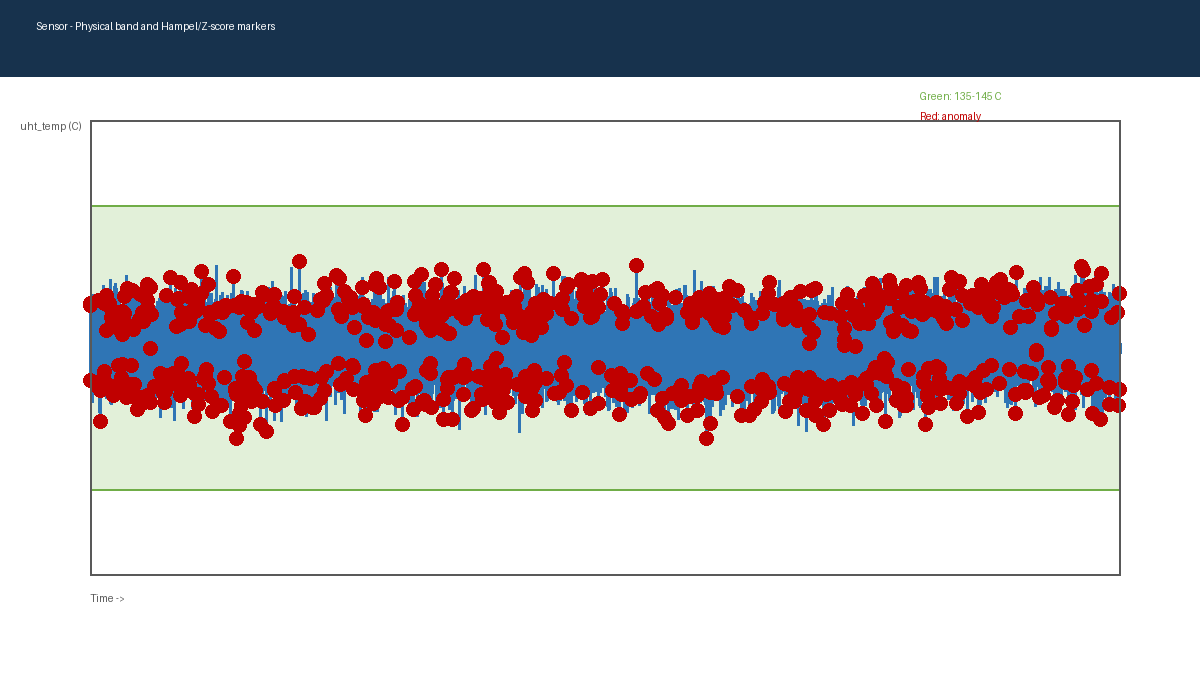 Sensor - Physical band and Hampel/Z-score markers
Green: 135-145 C
Red: anomaly
uht_temp (C)
Time ->